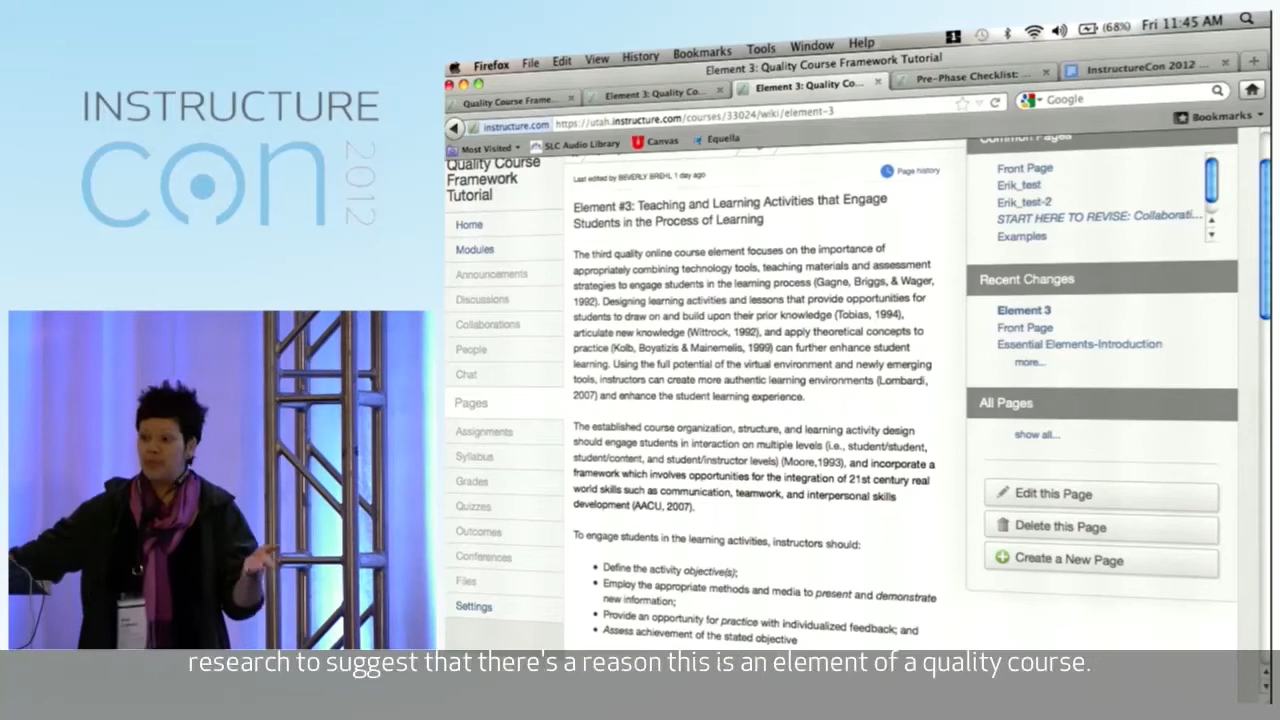 INSTRUCTURE
con
2012
Firefox File Edit View History Bookmarks Tools Window Help
1 (68%) Fri 11:45 AM
Element 3: Quality Course Framework Tutorial
Quality Course Frame...
Element 3: Quality Co...
Element 3: Quality Co...
Pre-Phase Checklist: ...
InstructureCon 2012 ...
instructure.com https://utah.instructure.com/courses/33024/wiki/element-3
Google
Most Visited SLC Audio Library Canvas Equella
Bookmarks
Quality Course
Framework
Tutorial
Home
Modules
Announcements
Discussions
Collaborations
People
Chat
Pages
Assignments
Syllabus
Grades
Quizzes
Outcomes
Conferences
Files
Settings
Last edited by BEVERLY BREHL 1 day ago
Page history
Element #3: Teaching and Learning Activities that Engage
Students in the Process of Learning
The third quality online course element focuses on the importance of
appropriately combining technology tools, teaching materials and assessment
strategies to engage students in the learning process (Gagne, Briggs, & Wager,
1992). Designing learning activities and lessons that provide opportunities for
students to draw on and build upon their prior knowledge (Tobias, 1994),
articulate new knowledge (Wittrock, 1992), and apply theoretical concepts to
practice (Kolb, Boyatizis & Mainemelis, 1999) can further enhance student
learning. Using the full potential of the virtual environment and newly emerging
tools, instructors can create more authentic learning environments (Lombardi,
2007) and enhance the student learning experience.
The established course organization, structure, and learning activity design
should engage students in interaction on multiple levels (i.e., student/student,
student/content, and student/instructor levels) (Moore,1993), and incorporate a
framework which involves opportunities for the integration of 21st century real
world skills such as communication, teamwork, and interpersonal skills
development (AACU, 2007).
To engage students in the learning activities, instructors should:
• Define the activity objective(s);
• Employ the appropriate methods and media to present and demonstrate
new information;
• Provide an opportunity for practice with individualized feedback; and
• Assess achievement of the stated objective
Common Pages
Front Page
Erik_test
Erik_test-2
START HERE TO REVISE: Collaborati...
Examples
Recent Changes
Element 3
Front Page
Essential Elements-Introduction
more...
All Pages
show all...
Edit this Page
Delete this Page
Create a New Page
research to suggest that there's a reason this is an element of a quality course.